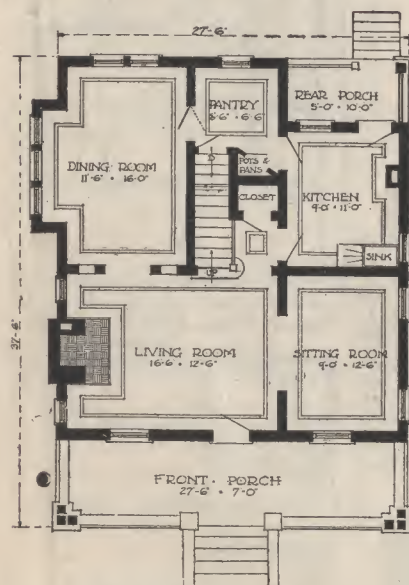 27'-6"
REAR PORCH
5'-0" • 10'-0"
PANTRY
8'-6" • 6'-6"
DINING ROOM
11'-6" • 16'-0"
POTS &
PANS
CLOSET
KITCHEN
9'-0" • 11'-0"
SINK
UP
37'-6"
LIVING ROOM
16'-6" • 12'-6"
SITTING ROOM
9'-0" • 12'-6"
FRONT • PORCH
27'-6" • 7'-0"